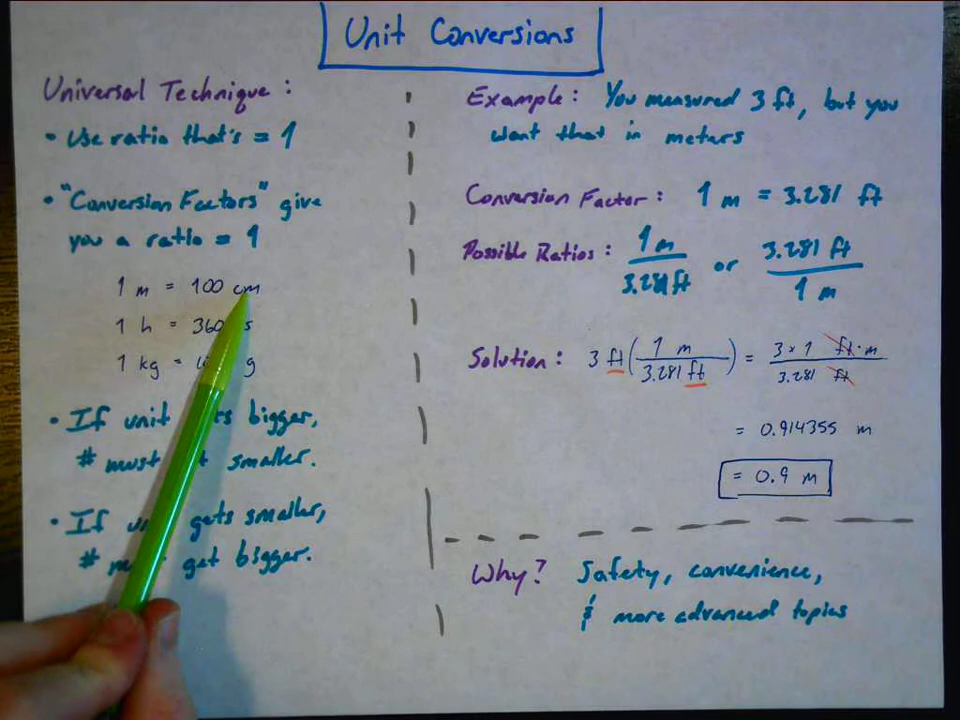 Unit Conversions
Universal Technique:
• Use ratio that's = 1
• "Conversion Factors" give
you a ratio = 1
1 m = 100 cm
1 h = 360 s
1 kg = g
• If unit bigger,
# must smaller.
• If gets smaller,
# get bigger.
Example: You measured 3 ft, but you
want that in meters
Conversion Factor: 1 m = 3.281 ft
Possible Ratios: 1 m / 3.281 ft or 3.281 ft / 1 m
Solution: 3 ft ( 1 m / 3.281 ft ) = 3 × 1 ft·m / 3.281 ft
= 0.914355 m
= 0.9 m
Why? Safety, convenience,
& more advanced topics